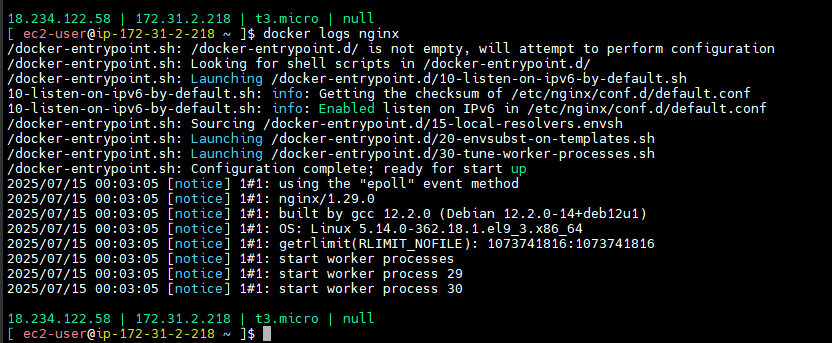 18.234.122.58 | 172.31.2.218 | t3.micro | null
[ ec2-user@ip-172-31-2-218 ~ ]$ docker logs nginx
/docker-entrypoint.sh: /docker-entrypoint.d/ is not empty, will attempt to perform configuration
/docker-entrypoint.sh: Looking for shell scripts in /docker-entrypoint.d/
/docker-entrypoint.sh: Launching /docker-entrypoint.d/10-listen-on-ipv6-by-default.sh
10-listen-on-ipv6-by-default.sh: info: Getting the checksum of /etc/nginx/conf.d/default.conf
10-listen-on-ipv6-by-default.sh: info: Enabled listen on IPv6 in /etc/nginx/conf.d/default.conf
/docker-entrypoint.sh: Sourcing /docker-entrypoint.d/15-local-resolvers.envsh
/docker-entrypoint.sh: Launching /docker-entrypoint.d/20-envsubst-on-templates.sh
/docker-entrypoint.sh: Launching /docker-entrypoint.d/30-tune-worker-processes.sh
/docker-entrypoint.sh: Configuration complete; ready for start up
2025/07/15 00:03:05 [notice] 1#1: using the "epoll" event method
2025/07/15 00:03:05 [notice] 1#1: nginx/1.29.0
2025/07/15 00:03:05 [notice] 1#1: built by gcc 12.2.0 (Debian 12.2.0-14+deb12u1)
2025/07/15 00:03:05 [notice] 1#1: OS: Linux 5.14.0-362.18.1.el9_3.x86_64
2025/07/15 00:03:05 [notice] 1#1: getrlimit(RLIMIT_NOFILE): 1073741816:1073741816
2025/07/15 00:03:05 [notice] 1#1: start worker processes
2025/07/15 00:03:05 [notice] 1#1: start worker process 29
2025/07/15 00:03:05 [notice] 1#1: start worker process 30
18.234.122.58 | 172.31.2.218 | t3.micro | null
[ ec2-user@ip-172-31-2-218 ~ ]$